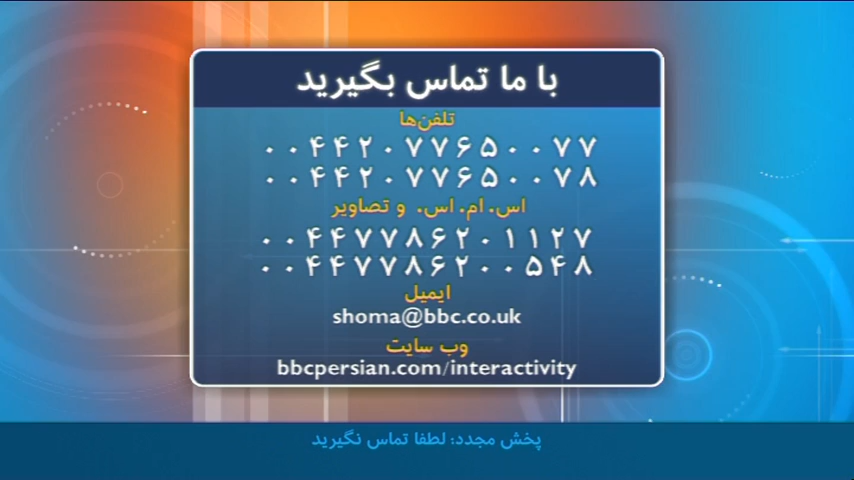 با ما تماس بگیرید
تلفن‌ها
۰۰۴۴۲۰۷۷۶۵۰۰۷۷
۰۰۴۴۲۰۷۷۶۵۰۰۷۸
اس. ام. اس. و تصاویر
۰۰۴۴۷۷۸۶۲۰۱۱۲۷
۰۰۴۴۷۷۸۶۲۰۰۵۴۸
ایمیل
shoma@bbc.co.uk
وب سایت
bbcpersian.com/interactivity
پخش مجدد: لطفا تماس نگیرید